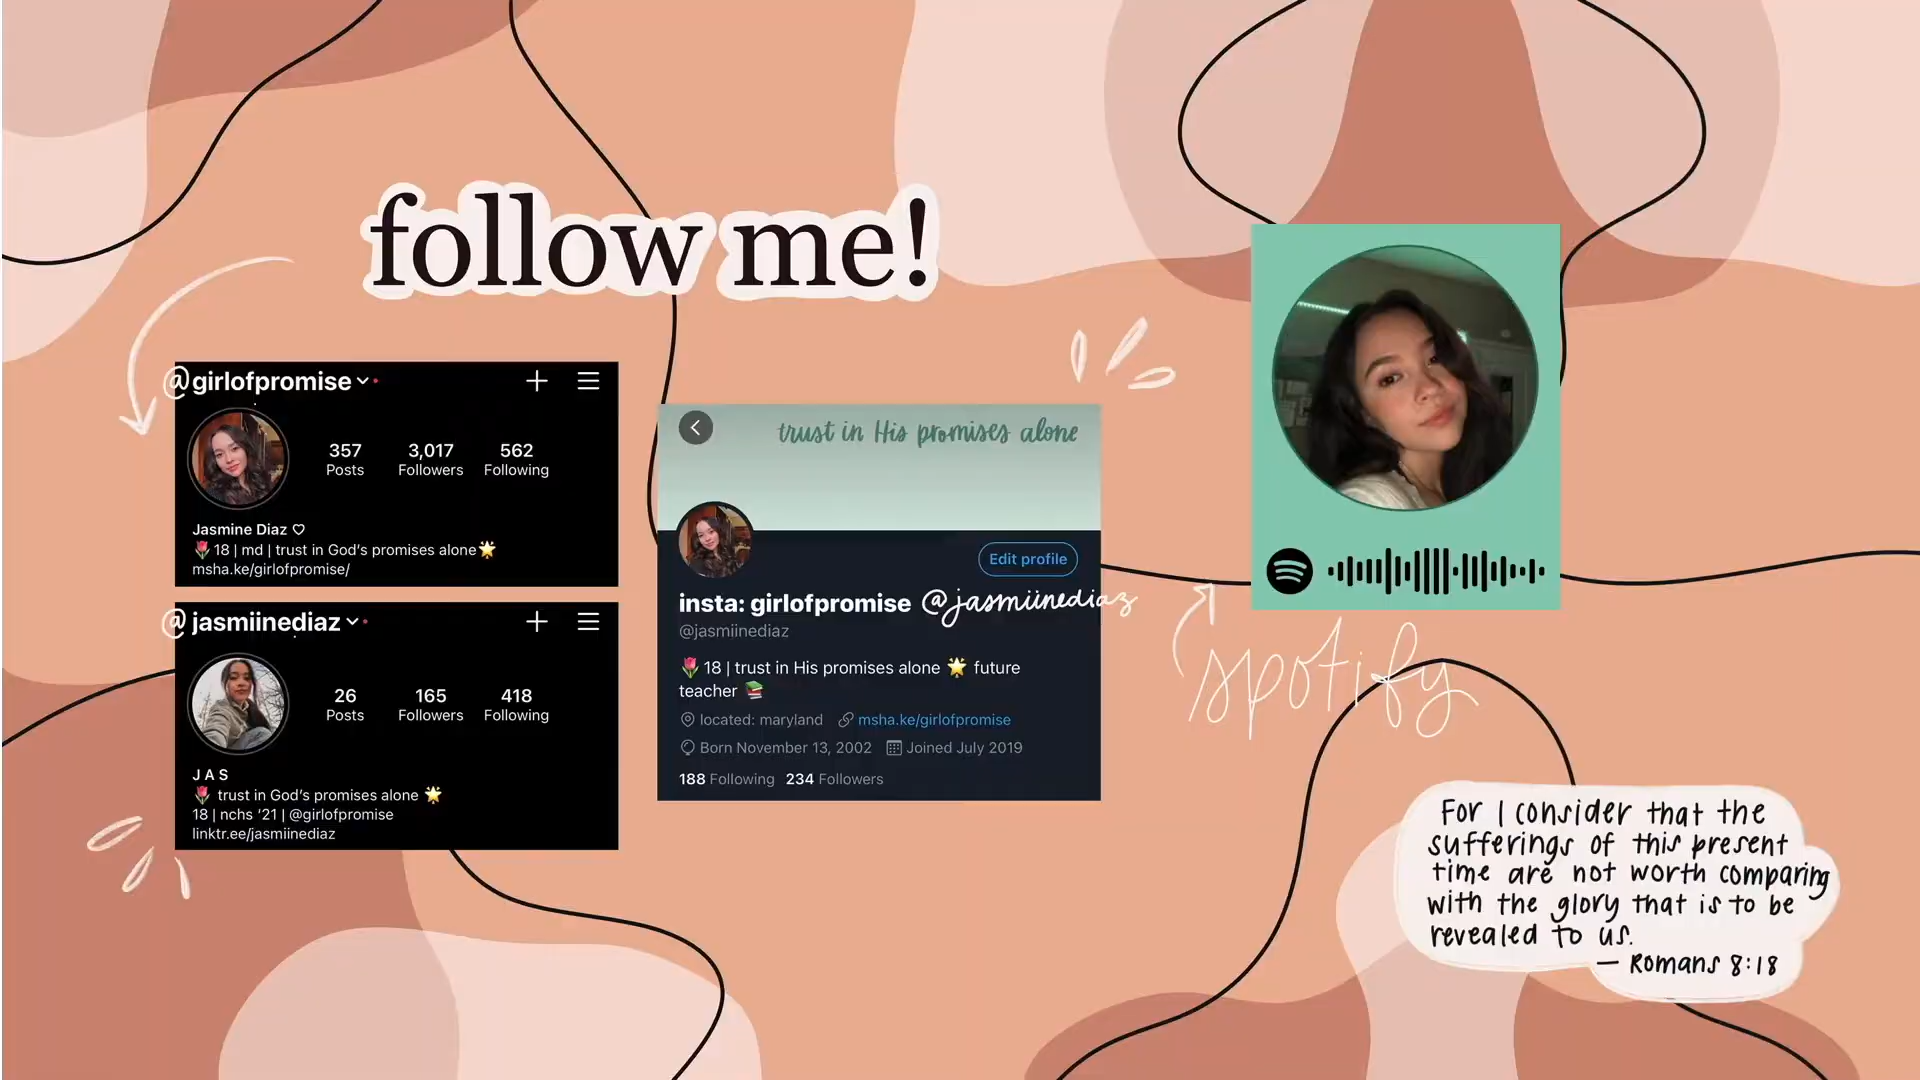 follow me!
@girlofpromise
357 3,017 562
Posts Followers Following
Jasmine Diaz ♡
🌷18 | md | trust in God's promises alone🌟
msha.ke/girlofpromise/
@jasmiinediaz
26 165 418
Posts Followers Following
J A S
🌷 trust in God's promises alone 🌟
18 | nchs '21 | @girlofpromise
linktr.ee/jasmiinediaz
trust in His promises alone
Edit profile
insta: girlofpromise @jasmiinediaz
@jasmiinediaz
🌷18 | trust in His promises alone 🌟 future
teacher 📚
located: maryland msha.ke/girlofpromise
Born November 13, 2002 Joined July 2019
188 Following 234 Followers
spotify
For I consider that the
sufferings of this present
time are not worth comparing
with the glory that is to be
revealed to us.
— Romans 8:18